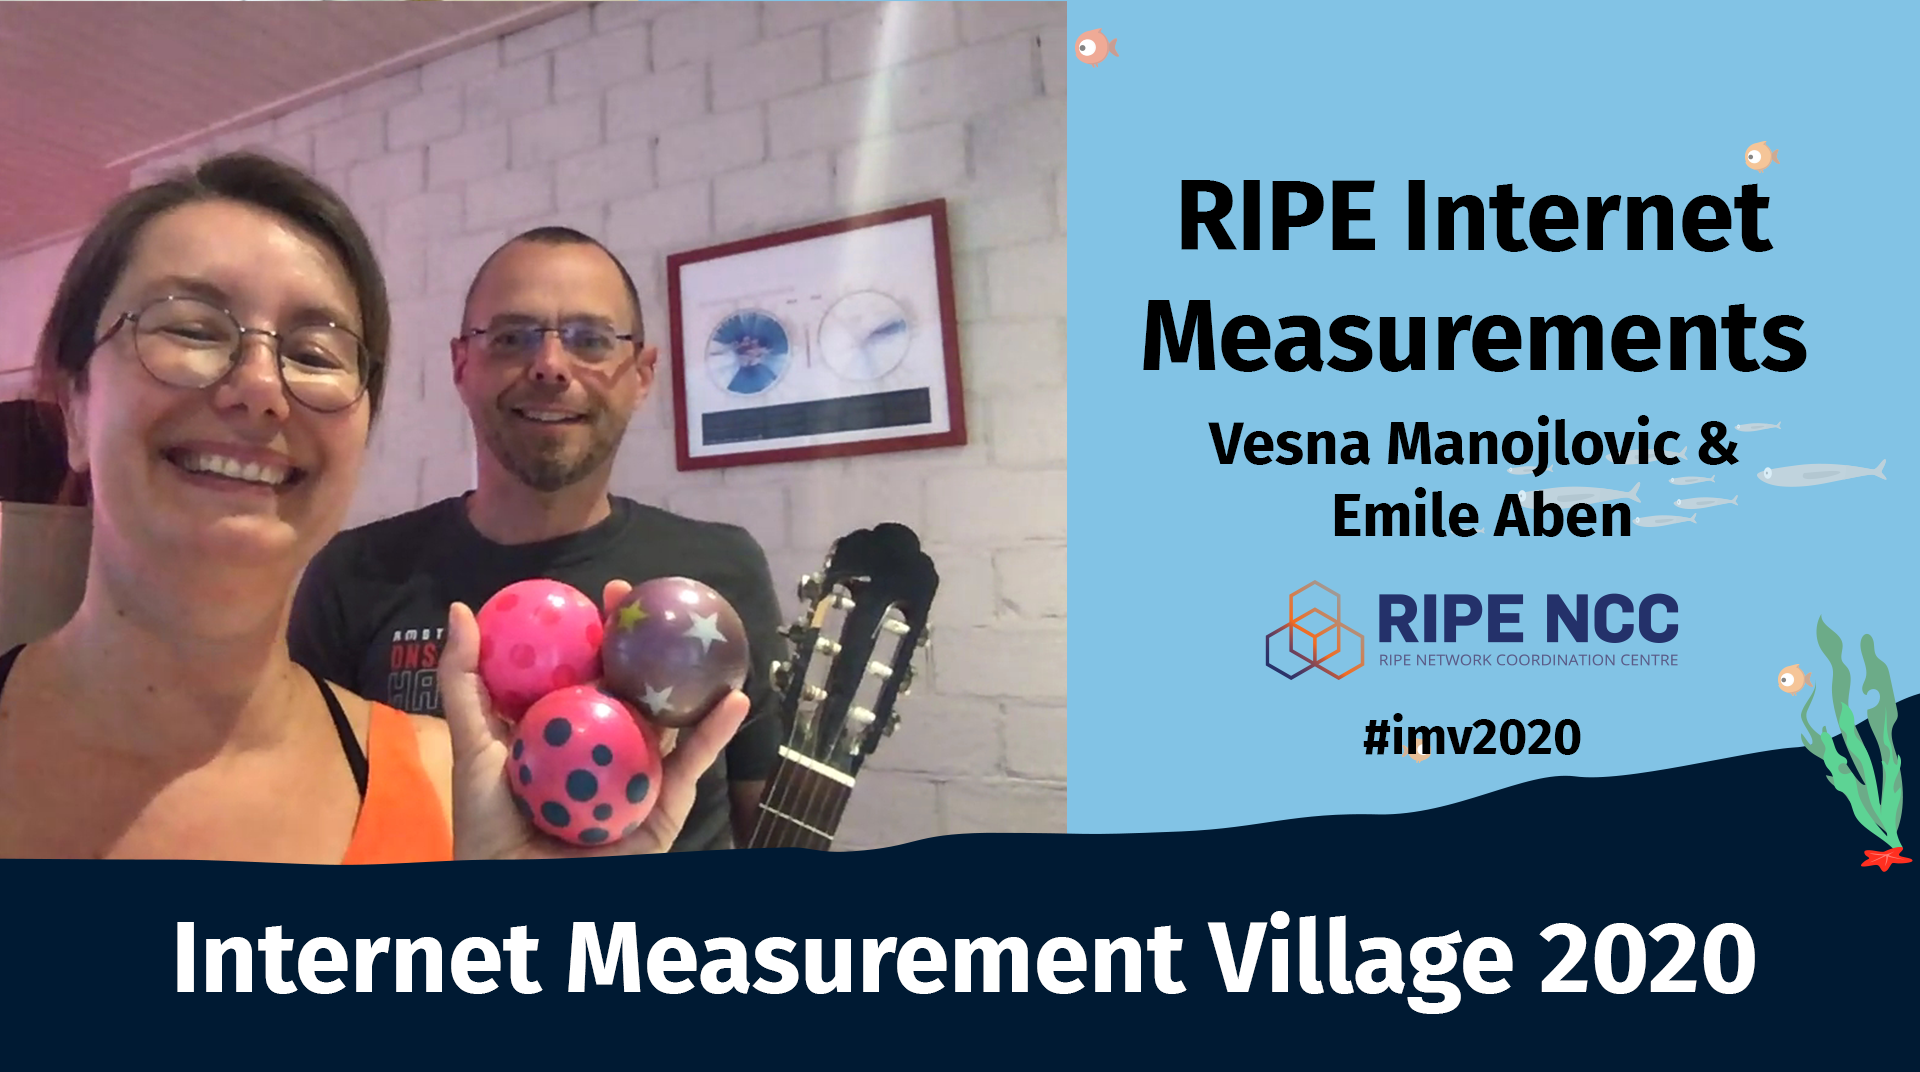 RIPE Internet
Measurements
Vesna Manojlovic &
Emile Aben
RIPE NCC
RIPE NETWORK COORDINATION CENTRE
#imv2020
Internet Measurement Village 2020